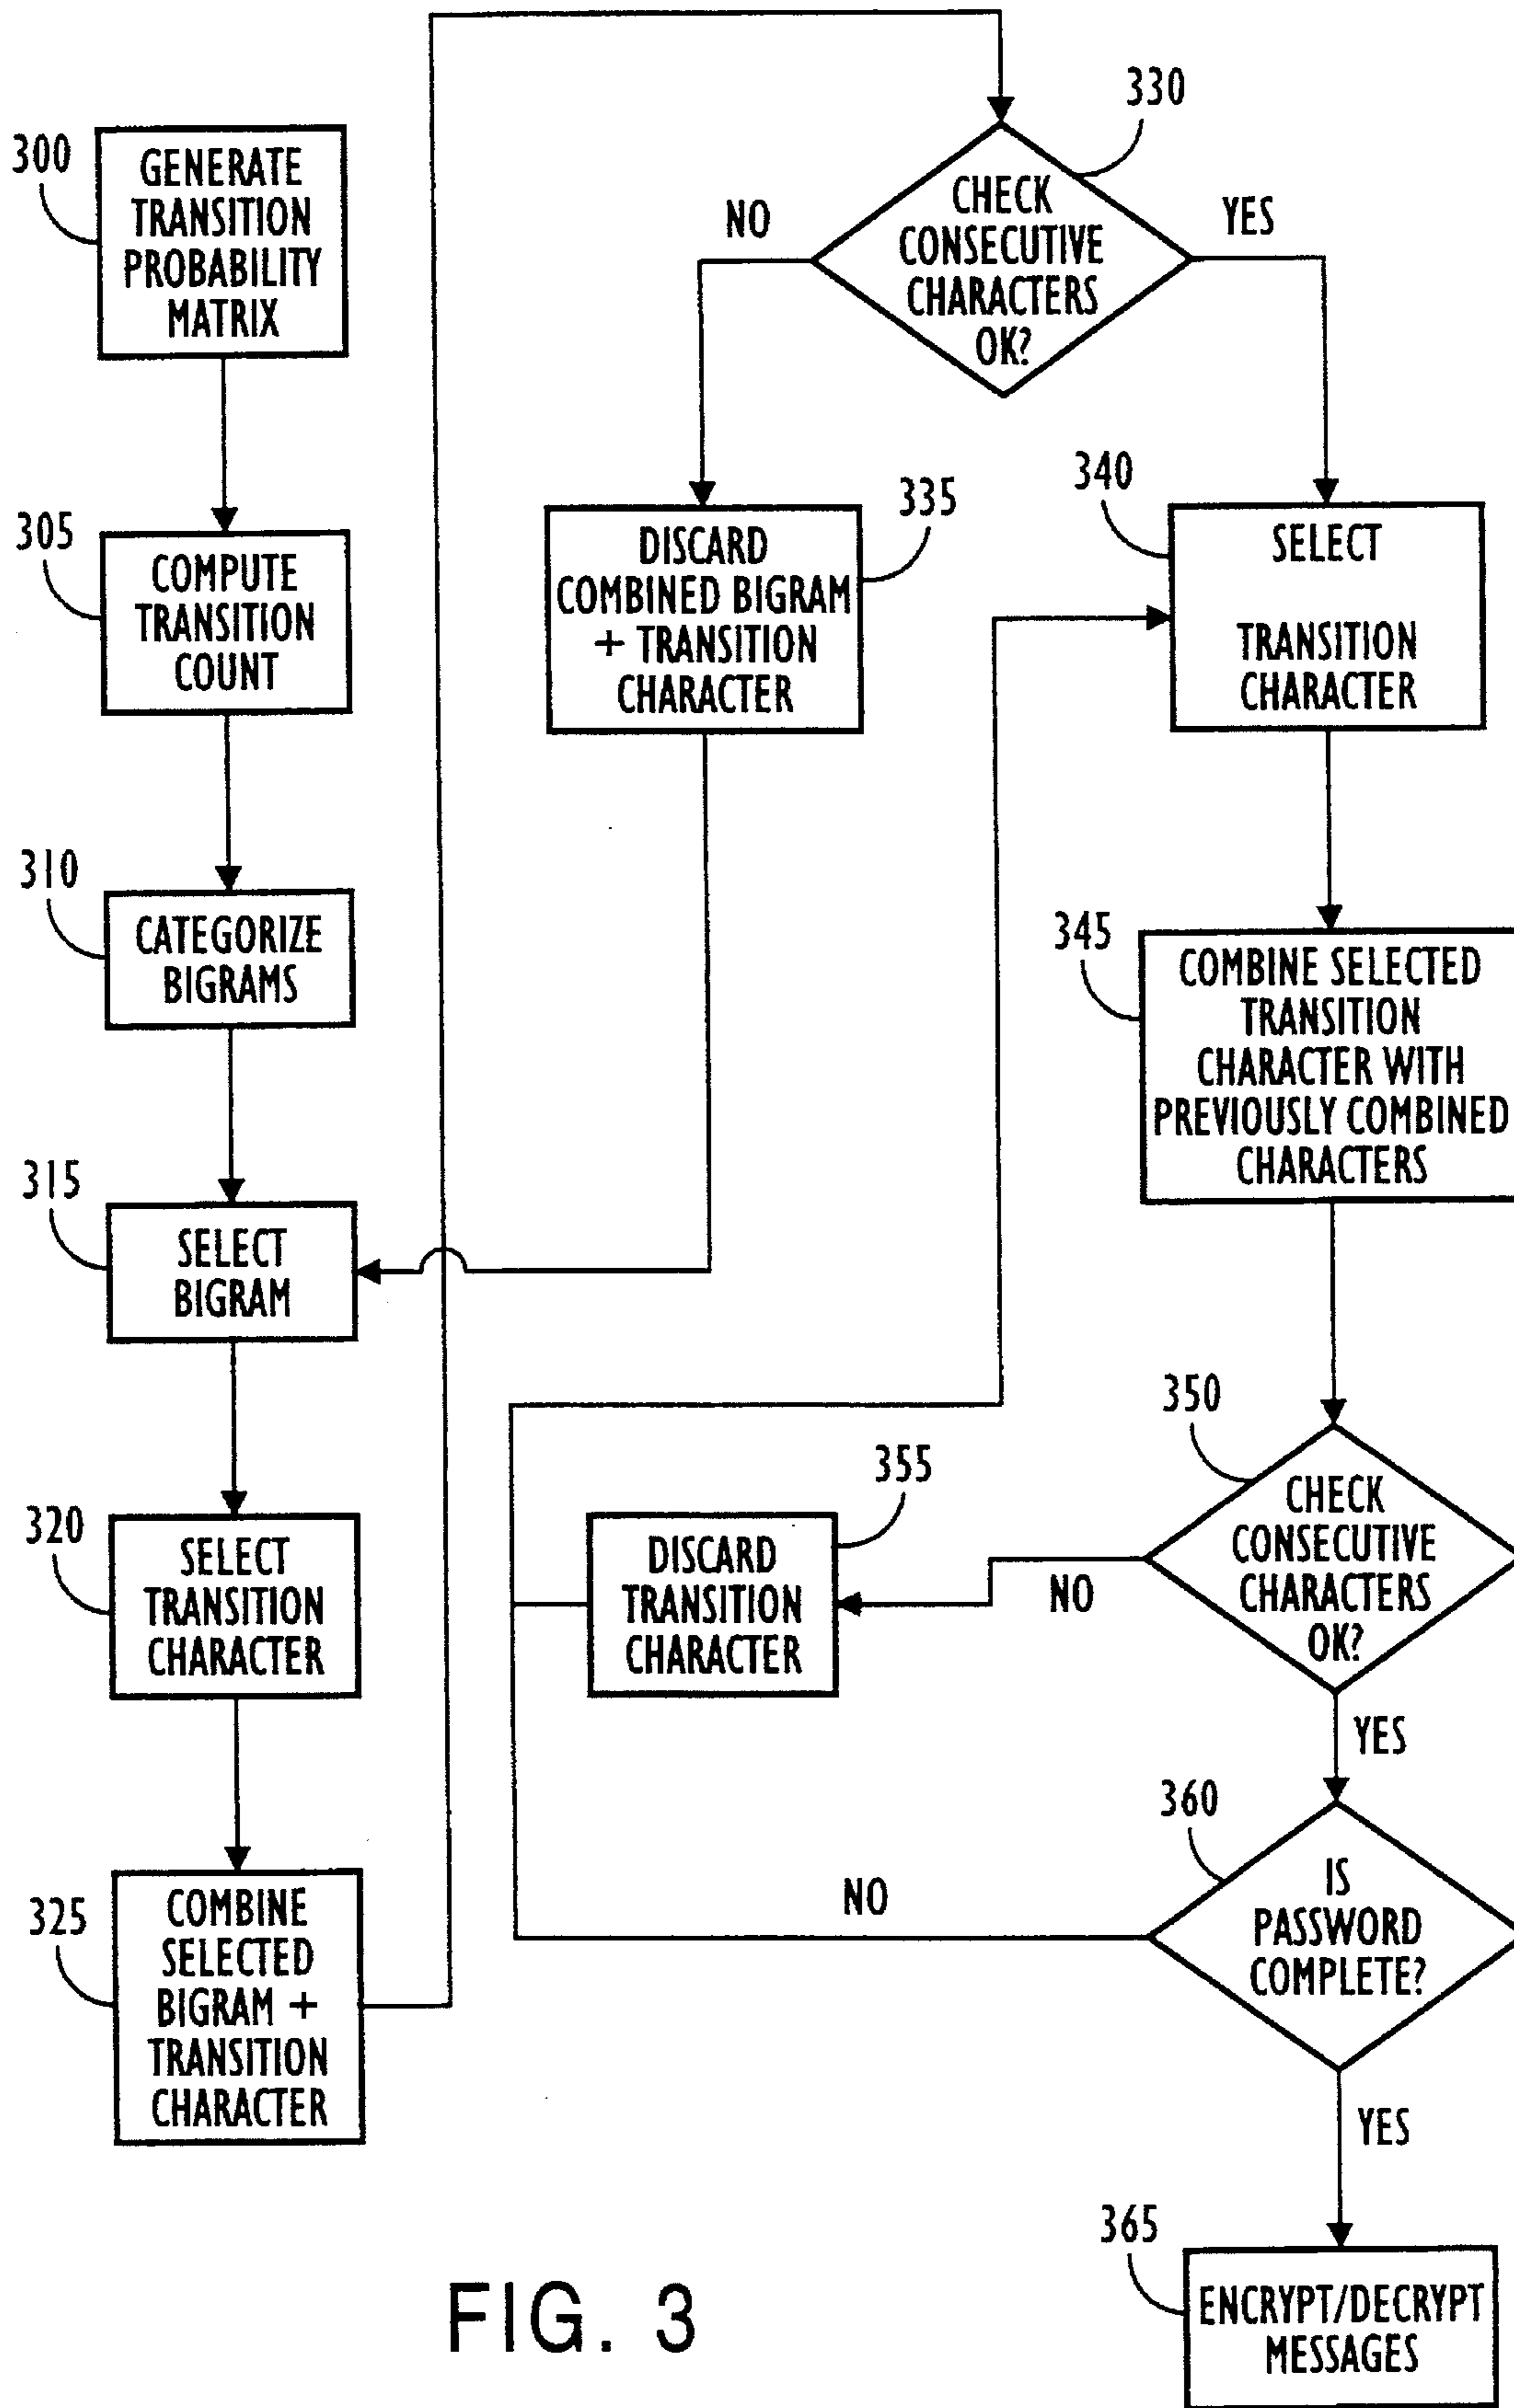 300
GENERATE
TRANSITION
PROBABILITY
MATRIX
305
COMPUTE
TRANSITION
COUNT
310
CATEGORIZE
BIGRAMS
315
SELECT
BIGRAM
320
SELECT
TRANSITION
CHARACTER
325
COMBINE
SELECTED
BIGRAM +
TRANSITION
CHARACTER
330
CHECK
CONSECUTIVE
CHARACTERS
OK?
NO
YES
335
DISCARD
COMBINED BIGRAM
+ TRANSITION
CHARACTER
340
SELECT
TRANSITION
CHARACTER
345
COMBINE SELECTED
TRANSITION
CHARACTER WITH
PREVIOUSLY COMBINED
CHARACTERS
350
CHECK
CONSECUTIVE
CHARACTERS
OK?
NO
YES
355
DISCARD
TRANSITION
CHARACTER
360
IS
PASSWORD
COMPLETE?
NO
YES
365
ENCRYPT/DECRYPT
MESSAGES
FIG. 3